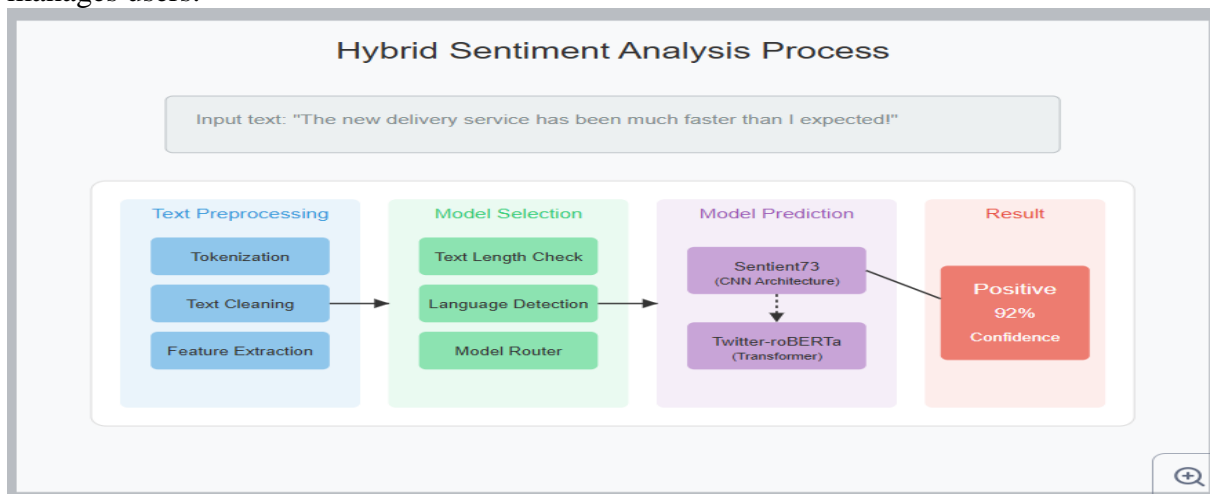 manages users.
Hybrid Sentiment Analysis Process
Input text: "The new delivery service has been much faster than I expected!"
Text Preprocessing
Tokenization
Text Cleaning
Feature Extraction
Model Selection
Text Length Check
Language Detection
Model Router
Model Prediction
Sentient73
(CNN Architecture)
Twitter-roBERTa
(Transformer)
Result
Positive
92%
Confidence